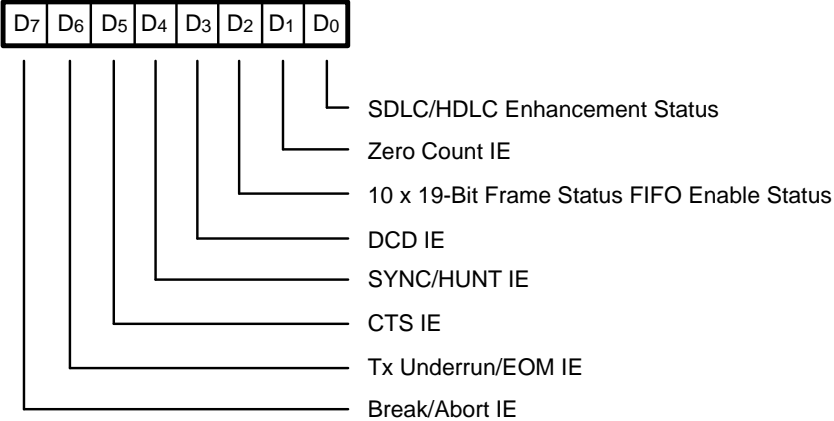 D7 D6 D5 D4 D3 D2 D1 D0
SDLC/HDLC Enhancement Status
Zero Count IE
10 x 19-Bit Frame Status FIFO Enable Status
DCD IE
SYNC/HUNT IE
CTS IE
Tx Underrun/EOM IE
Break/Abort IE